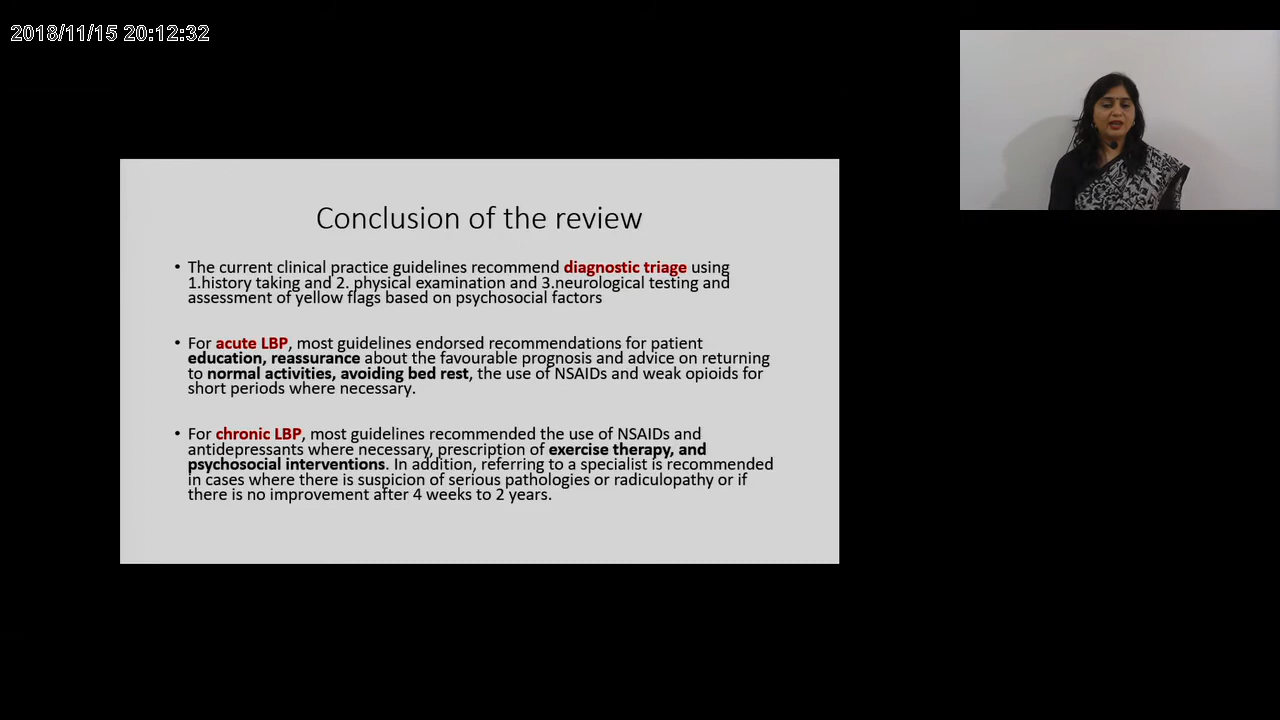 2018/11/15 20:12:32
Conclusion of the review
• The current clinical practice guidelines recommend diagnostic triage using
1.history taking and 2. physical examination and 3.neurological testing and
assessment of yellow flags based on psychosocial factors
• For acute LBP, most guidelines endorsed recommendations for patient
education, reassurance about the favourable prognosis and advice on returning
to normal activities, avoiding bed rest, the use of NSAIDs and weak opioids for
short periods where necessary.
• For chronic LBP, most guidelines recommended the use of NSAIDs and
antidepressants where necessary, prescription of exercise therapy, and
psychosocial interventions. In addition, referring to a specialist is recommended
in cases where there is suspicion of serious pathologies or radiculopathy or if
there is no improvement after 4 weeks to 2 years.